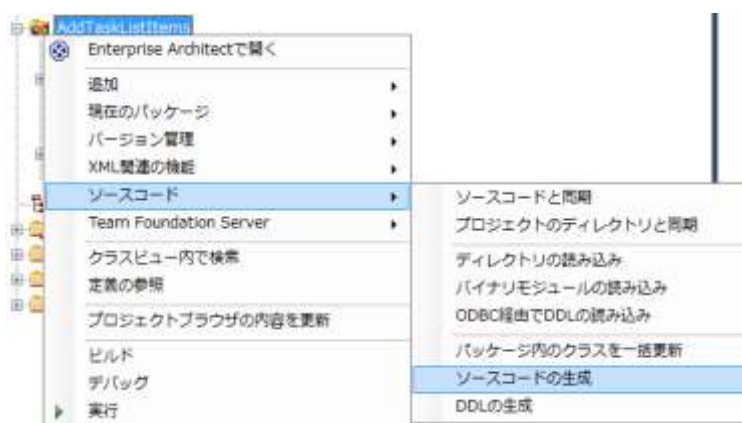 AddTaskListItems
Enterprise Architectで開く
追加
現在のパッケージ
バージョン管理
XML関連の機能
ソースコード
Team Foundation Server
クラスビュー内で検索
定義の参照
プロジェクトブラウザの内容を更新
ビルド
デバッグ
実行
ソースコードと同期
プロジェクトのディレクトリと同期
ディレクトリの読み込み
バイナリモジュールの読み込み
ODBC経由でDDLの読み込み
パッケージ内のクラスを一括更新
ソースコードの生成
DDLの生成